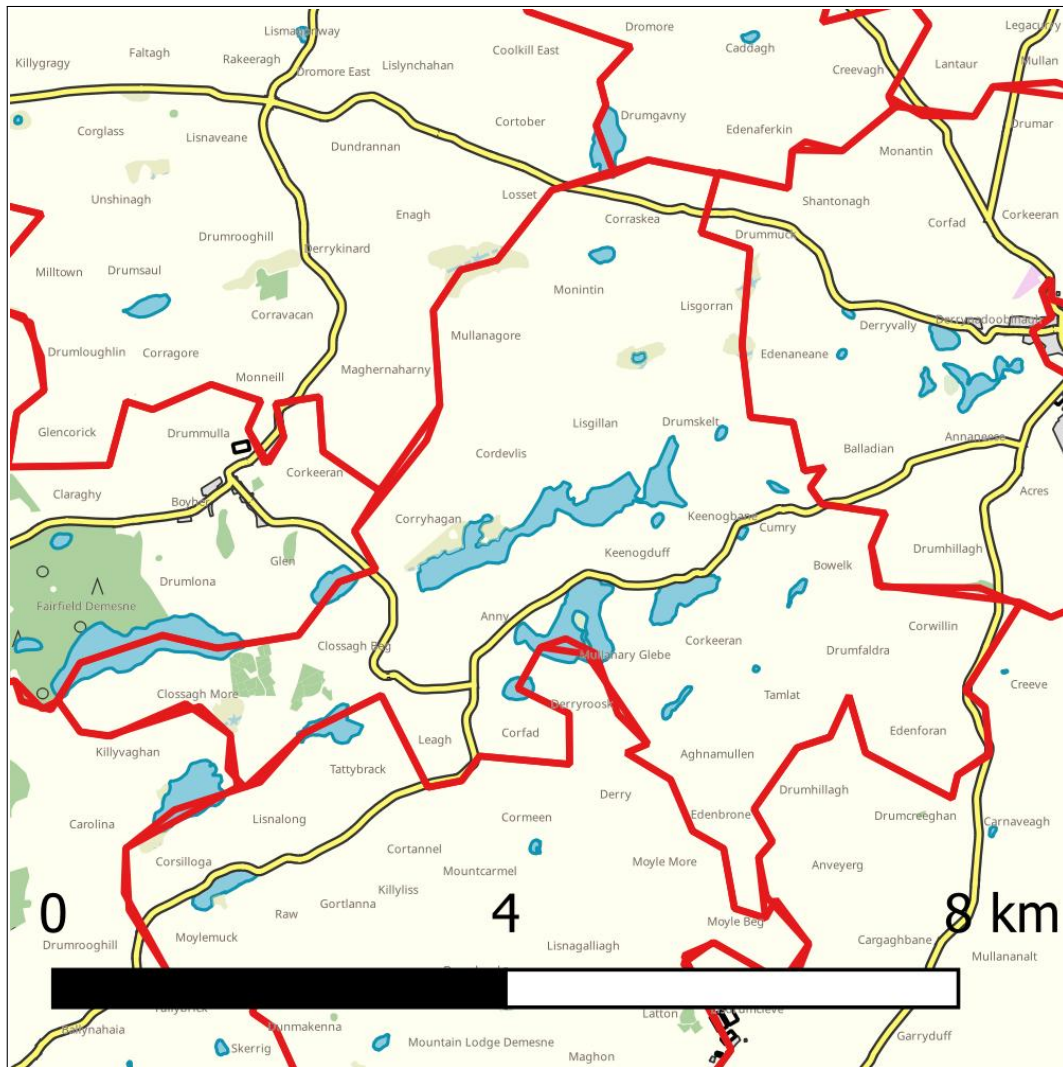 Lismagonway
Dromore
Legacurry
Killygragy
Faltagh
Rakeeragh
Dromore East
Lislynchahan
Coolkill East
Caddagh
Creevagh
Lantaur
Mullan
Corglass
Lisnaveane
Dundrannan
Cortober
Drumgavny
Edenaferkin
Drumar
Monantin
Unshinagh
Enagh
Losset
Corraskea
Shantonagh
Corfad
Corkeeran
Drumrooghill
Derrykinard
Drummuck
Milltown
Drumsaul
Monintin
Lisgorran
Corravacan
Mullanagore
Derryvally
Drumloughlin
Corragore
Maghernaharny
Edenaneane
Monneill
Glencorick
Drummulla
Lisgillan
Drumskelt
Balladian
Annaneese
Corkeeran
Cordevlis
Claraghy
Boyher
Corryhagan
Keenogbane
Cumry
Acres
Glen
Keenogduff
Drumhillagh
Drumlona
Bowelk
Fairfield Demesne
Anny
Corwillin
Clossagh Beg
Mullanary Glebe
Corkeeran
Drumfaldra
Creeve
Clossagh More
Derryroosk
Tamlat
Killyvaghan
Leagh
Corfad
Edenforan
Tattybrack
Aghnamullen
Derry
Drumhillagh
Carolina
Lisnalong
Cormeen
Edenbrone
Drumcreeghan
Carnaveagh
Corsilloga
Cortannel
Mountcarmel
Moyle More
Anveyerg
Killyliss
Gortlanna
Raw
Moyle Beg
0 4 8 km
Drumrooghill
Moylemuck
Lisnagalliagh
Cargaghbane
Mullananalt
Ballynahaia
Dunmakenna
Latton
Skerrig
Mountain Lodge Demesne
Maghon
Garryduff